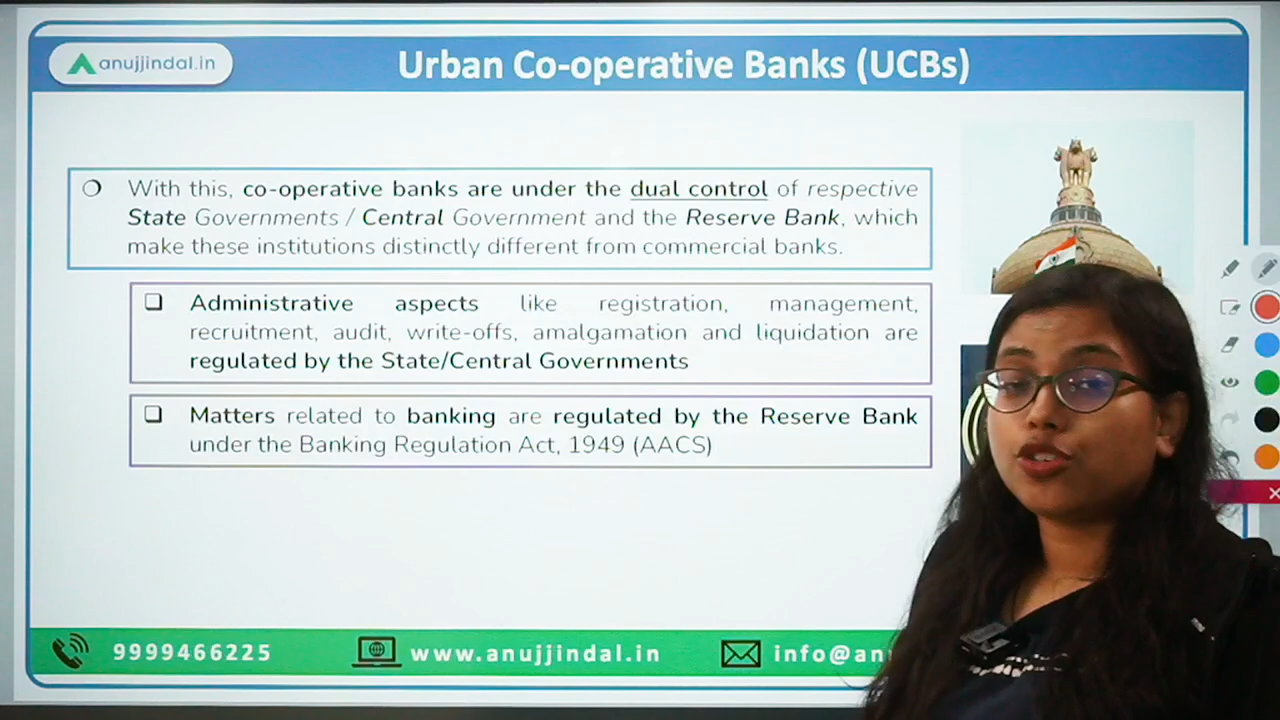 anujjindal.in
Urban Co-operative Banks (UCBs)
With this, co-operative banks are under the dual control of respective
State Governments / Central Government and the Reserve Bank, which
make these institutions distinctly different from commercial banks.
Administrative aspects like registration, management,
recruitment, audit, write-offs, amalgamation and liquidation are
regulated by the State/Central Governments
Matters related to banking are regulated by the Reserve Bank
under the Banking Regulation Act, 1949 (AACS)
9999466225
www.anujjindal.in
info@an